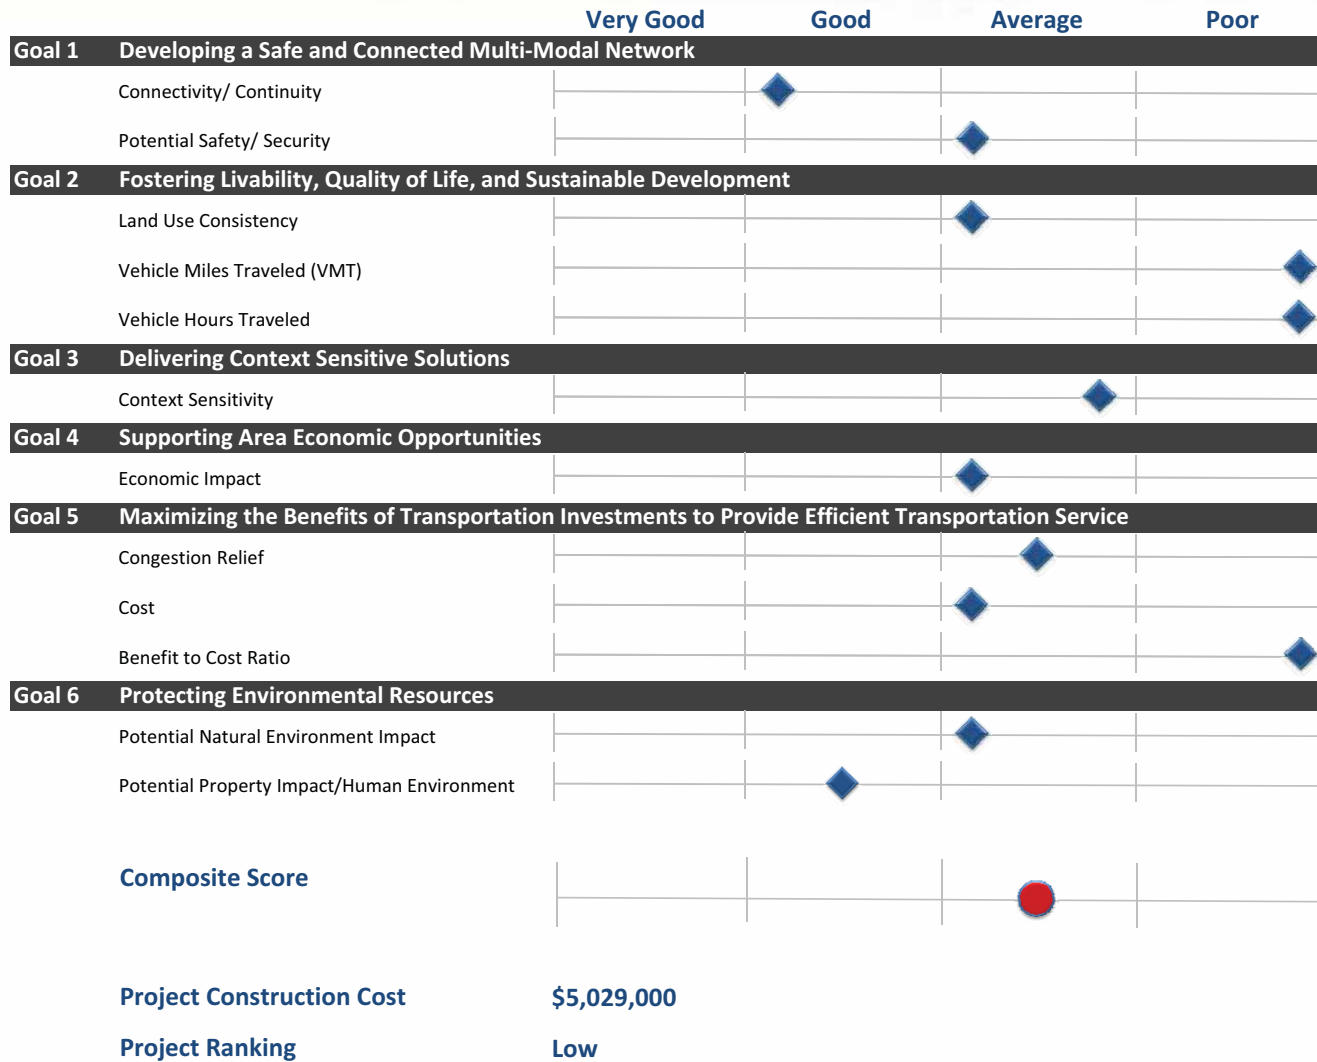 Very Good Good Average Poor
Goal 1 Developing a Safe and Connected Multi-Modal Network
Connectivity/ Continuity
Potential Safety/ Security
Goal 2 Fostering Livability, Quality of Life, and Sustainable Development
Land Use Consistency
Vehicle Miles Traveled (VMT)
Vehicle Hours Traveled
Goal 3 Delivering Context Sensitive Solutions
Context Sensitivity
Goal 4 Supporting Area Economic Opportunities
Economic Impact
Goal 5 Maximizing the Benefits of Transportation Investments to Provide Efficient Transportation Service
Congestion Relief
Cost
Benefit to Cost Ratio
Goal 6 Protecting Environmental Resources
Potential Natural Environment Impact
Potential Property Impact/Human Environment
Composite Score
Project Construction Cost $5,029,000
Project Ranking Low